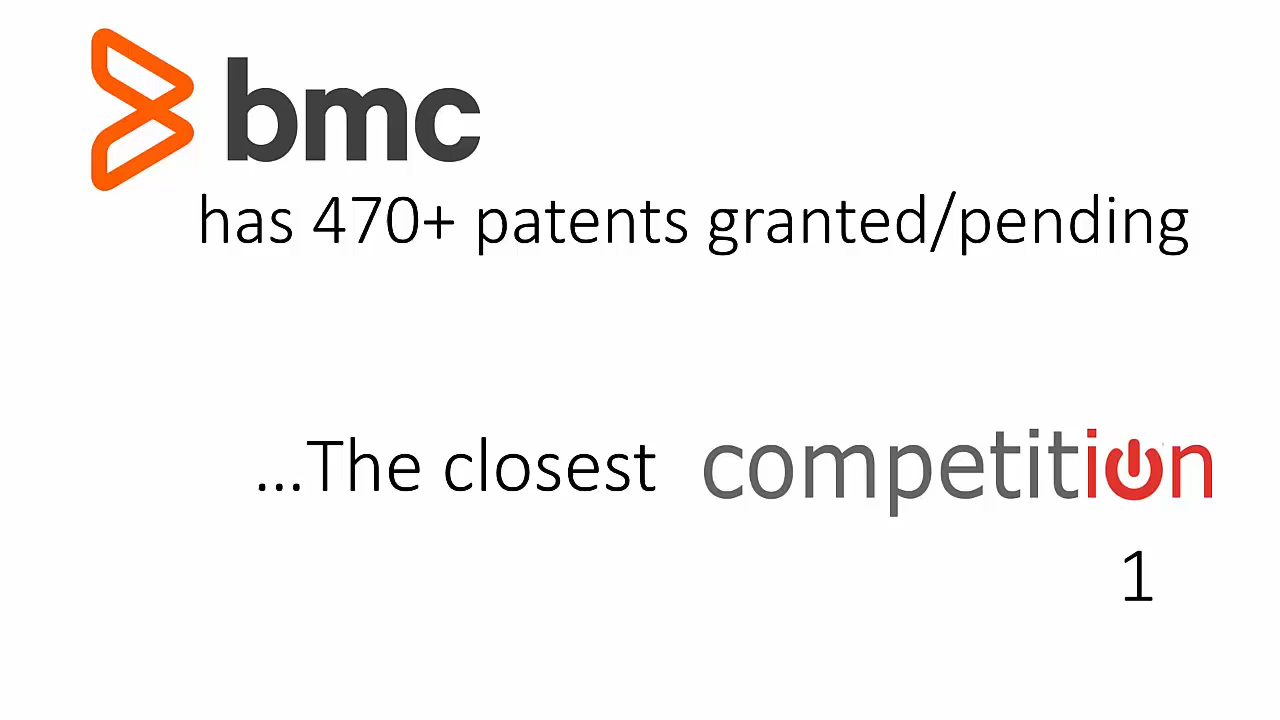 bmc
has 470+ patents granted/pending
...The closest competition
1